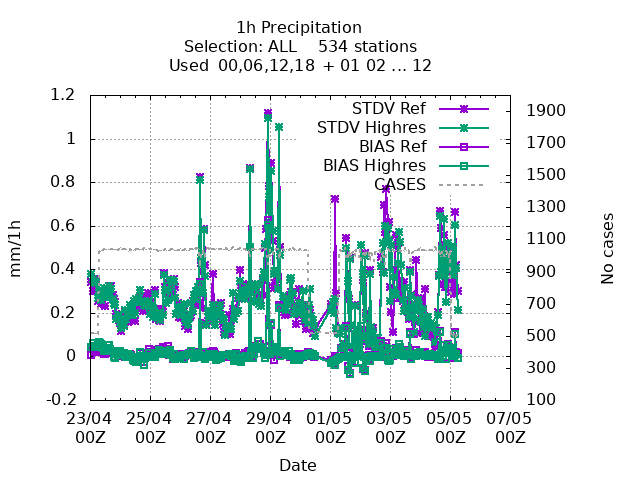 1h Precipitation
Selection: ALL 534 stations
Used 00,06,12,18 + 01 02 ... 12
STDV Ref
STDV Highres
BIAS Ref
BIAS Highres
CASES
1.2
1
0.8
0.6
0.4
0.2
0
-0.2
mm/1h
1900
1700
1500
1300
1100
900
700
500
300
100
No cases
23/04 25/04 27/04 29/04 01/05 03/05 05/05 07/05
00Z 00Z 00Z 00Z 00Z 00Z 00Z 00Z
Date